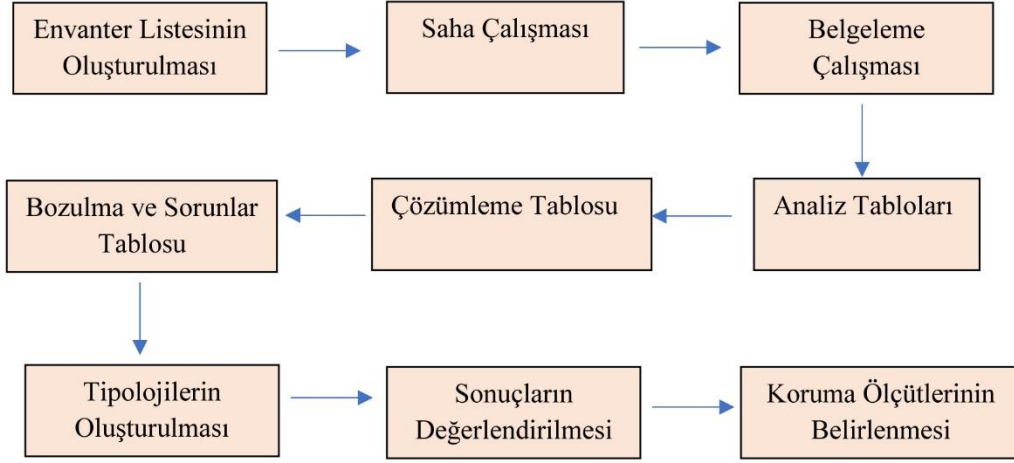 Envanter Listesinin
Oluşturulması
Saha Çalışması
Belgeleme
Çalışması
Analiz Tabloları
Çözümleme Tablosu
Bozulma ve Sorunlar
Tablosu
Tipolojilerin
Oluşturulması
Sonuçların
Değerlendirilmesi
Koruma Ölçütlerinin
Belirlenmesi